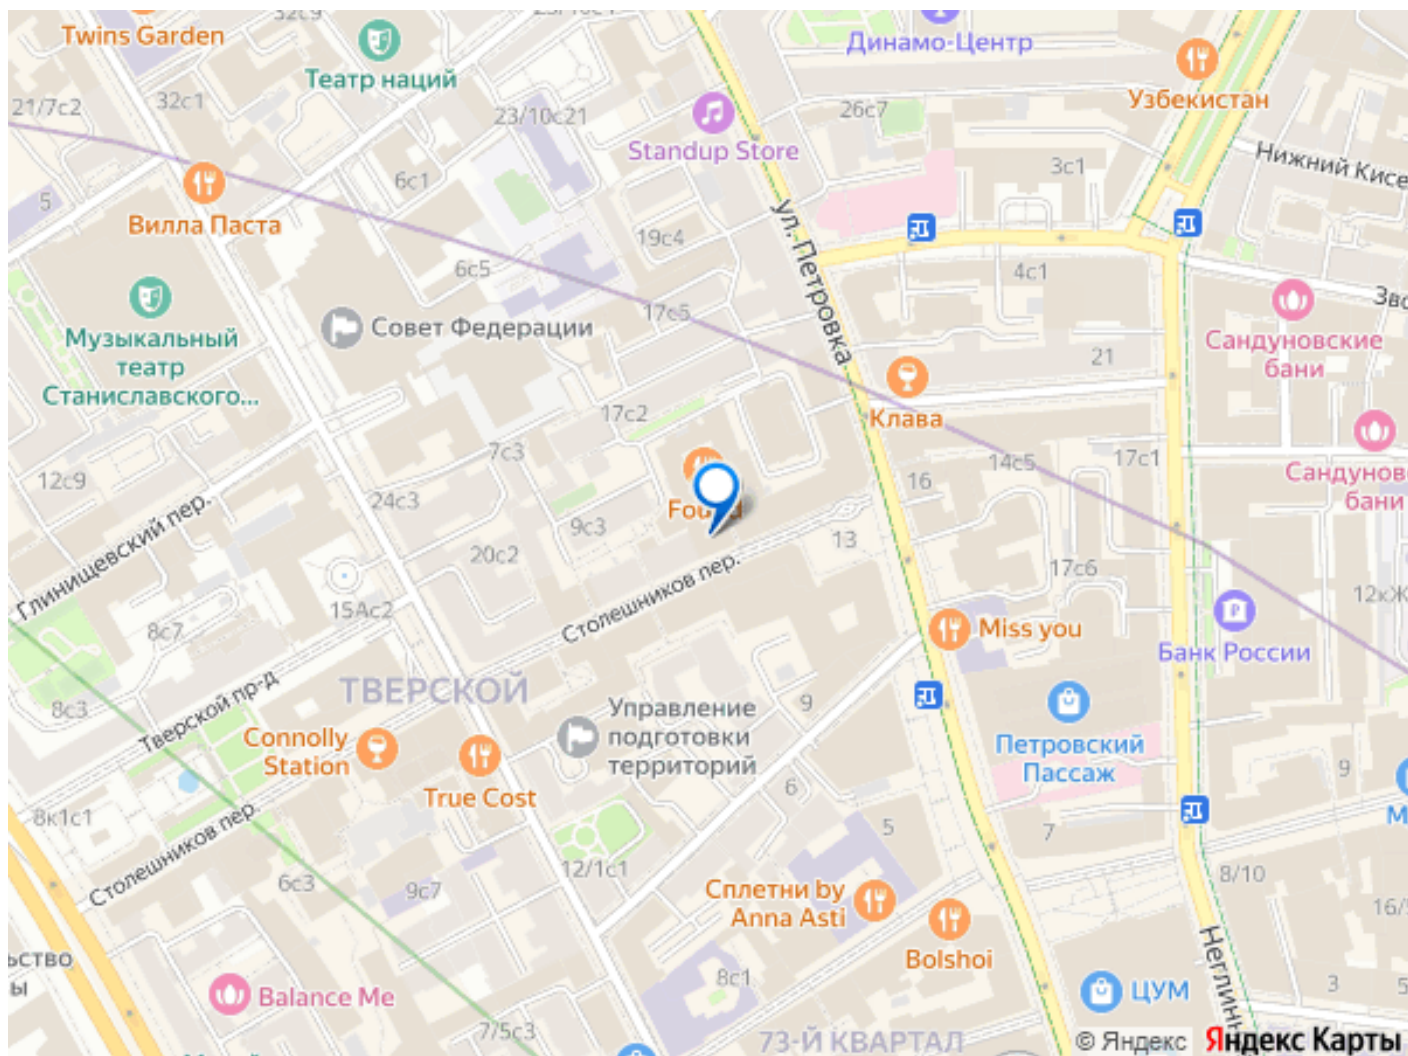 Twins Garden
Театр наций
Динамо-Центр
Узбекистан
21/7с2
32с1
23/10с21
26с7
Standup Store
Нижний Кисе
3с1
5
Вилла Паста
6с1
ул. Петровка
19с4
6с5
4с1
Зво
Музыкальный
театр
Станиславского...
Совет Федерации
17с5
Сандуновские
бани
21
Клава
17с2
7с3
14с5
17с1
12с9
24с3
16
Сандуновс
бани
Глинищевский пер.
9с3
20с2
13
Столешников пер.
17с6
15Ас2
12кЖ
8с7
Miss you
Банк России
ТВЕРСКОЙ
8с3
Тверской пр-д
Управление
подготовки
территорий
9
Connolly
Station
Петровский
Пассаж
True Cost
6
9
М
8к1с1
Столешников пер.
5
7
12/1с1
8/10
6с3
9с7
Сплетни by
Anna Asti
16/5
Bolshoi
ьство
ы
Balance Me
8с1
ЦУМ
Неглинн
3
5
7/5с3
73-Й КВАРТАЛ
© Яндекс Яндекс Карты